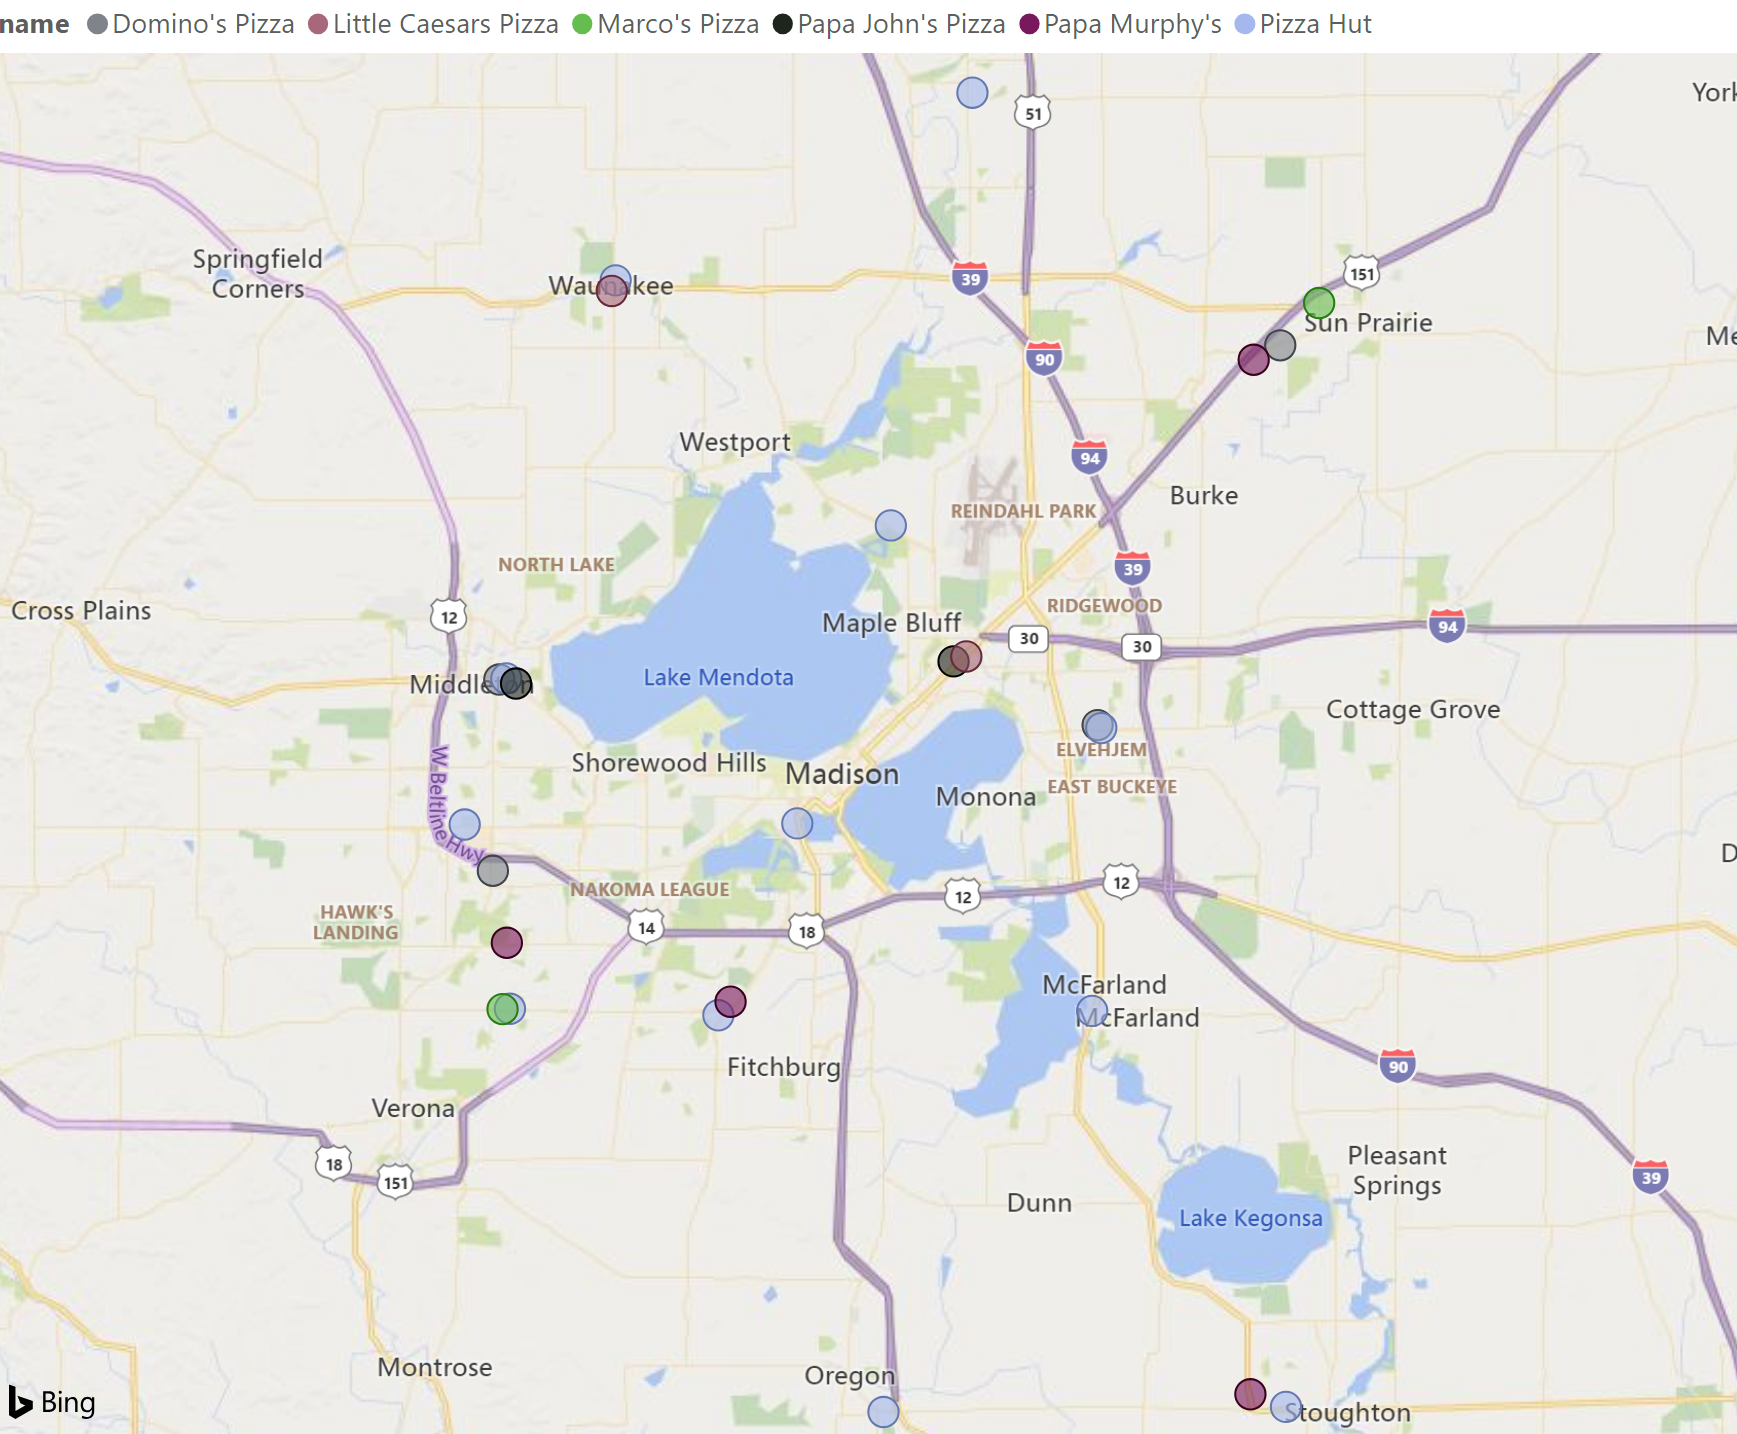 name Domino's Pizza Little Caesars Pizza Marco's Pizza Papa John's Pizza Papa Murphy's Pizza Hut
51
Springfield
Corners
Waunakee
39
151
Sun Prairie
90
Westport
94
Burke
REINDAHL PARK
NORTH LAKE
39
Cross Plains
12
RIDGEWOOD
Maple Bluff
30
30
94
Lake Mendota
Middleton
Cottage Grove
ELVEHJEM
W Beltline Hwy
Shorewood Hills
Madison
Monona
EAST BUCKEYE
NAKOMA LEAGUE
12
12
HAWK'S
LANDING
14
18
McFarland
McFarland
Fitchburg
90
Verona
18
151
Pleasant
Springs
39
Dunn
Lake Kegonsa
Montrose
Oregon
Bing
Stoughton